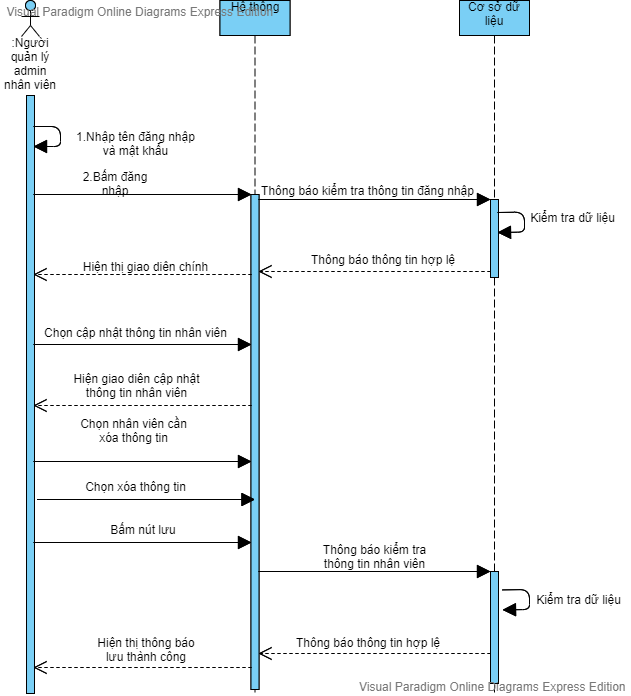 Visual Paradigm Online Diagrams Express Edition
Hệ thống
Cơ sở dữ
liệu
:Người
quản lý
admin
nhân viên
1.Nhập tên đăng nhập
và mật khẩu
2.Bấm đăng
nhập
Thông báo kiểm tra thông tin đăng nhập
Kiểm tra dữ liệu
Thông báo thông tin hợp lệ
Hiện thị giao diên chính
Chọn cập nhật thông tin nhân viên
Hiện giao diên cập nhật
thông tin nhân viên
Chọn nhân viên cần
xóa thông tin
Chọn xóa thông tin
Bấm nút lưu
Thông báo kiểm tra
thông tin nhân viên
Kiểm tra dữ liệu
Thông báo thông tin hợp lệ
Hiện thị thông báo
lưu thành công
Visual Paradigm Online Diagrams Express Edition